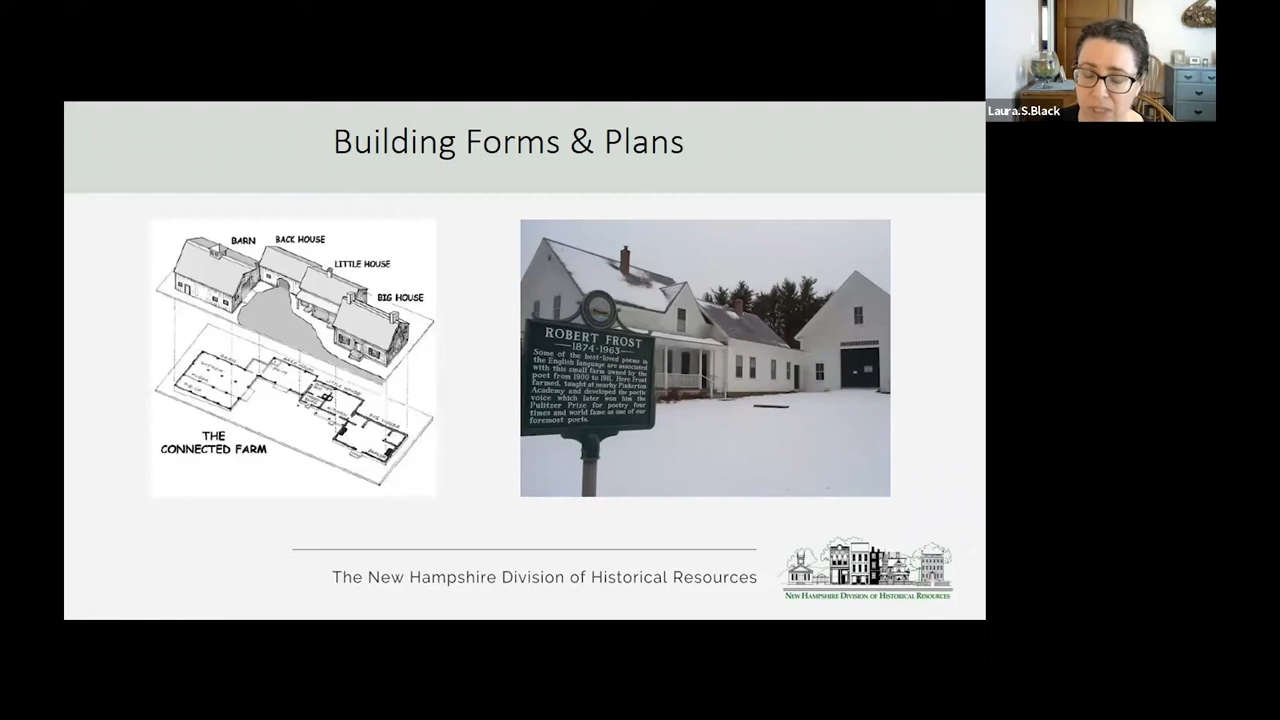 Laura.S.Black
Building Forms & Plans
BARN
BACK HOUSE
LITTLE HOUSE
BIG HOUSE
THE
CONNECTED FARM
ROBERT FROST
1874-1963
Some of the best-loved poems in
the English language are associated
with this small farm owned by the
poet from 1900 to 1911. Here Frost
farmed, taught at nearby Pinkerton
Academy and developed the poetic
voice which later won him the
Pulitzer Prize for poetry four
times and world fame as one of our
foremost poets.
The New Hampshire Division of Historical Resources
NEW HAMPSHIRE DIVISION OF HISTORICAL RESOURCES